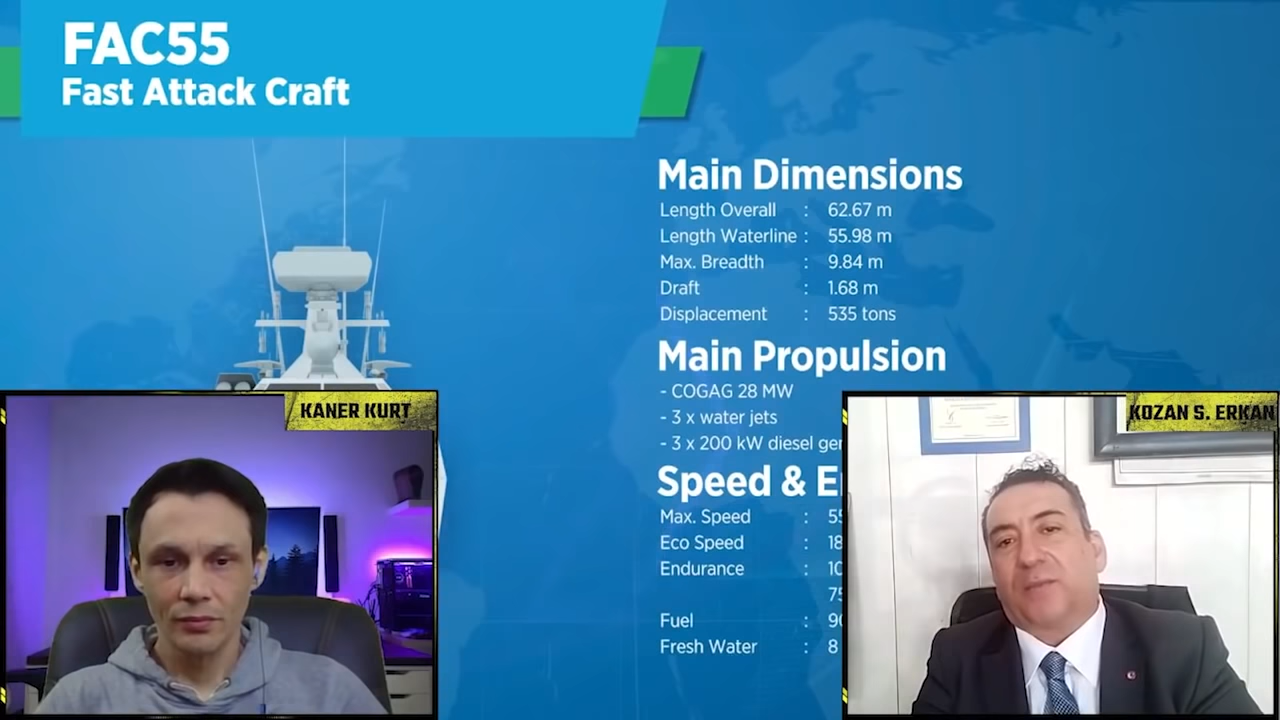 FAC55
Fast Attack Craft
Main Dimensions
Length Overall : 62.67 m
Length Waterline : 55.98 m
Max. Breadth : 9.84 m
Draft : 1.68 m
Displacement : 535 tons
Main Propulsion
- COGAG 28 MW
- 3 x water jets
- 3 x 200 kW diesel
Speed &
Max. Speed :
Eco Speed : 18
Endurance :
Fuel :
Fresh Water : 8
KANER KURT
KOZAN S. ERKAN